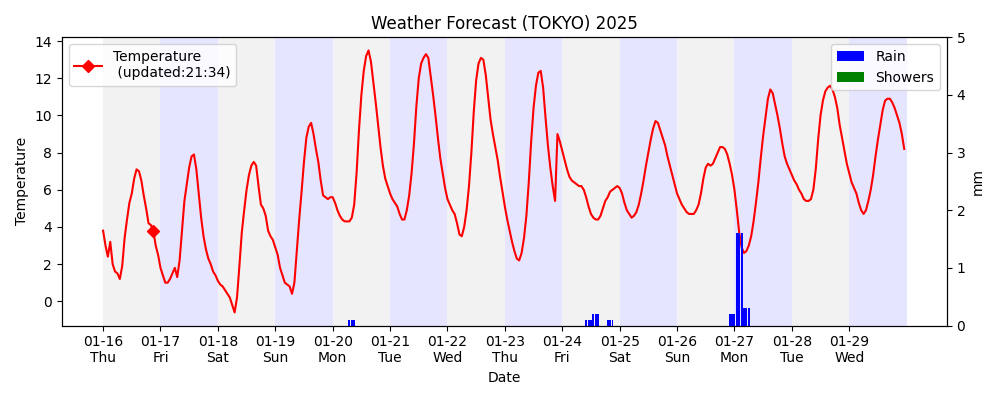 Weather Forecast (TOKYO) 2025
Temperature
(updated:21:34)
Rain
Showers
14
12
10
8
6
4
2
0
Temperature
5
4
3
2
1
0
mm
01-16 01-17 01-18 01-19 01-20 01-21 01-22 01-23 01-24 01-25 01-26 01-27 01-28 01-29
Thu Fri Sat Sun Mon Tue Wed Thu Fri Sat Sun Mon Tue Wed
Date